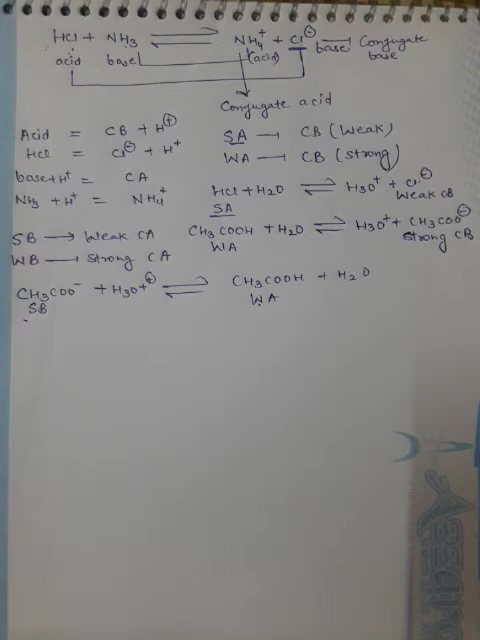 HCl + NH3 ⇌ NH4+ + Cl⊖ → Conjugate base
acid base (acid) base
Conjugate acid
Acid = CB + H⊕
HCl = Cl⊖ + H+
base + H+ = CA
NH3 + H+ = NH4+
SA → CB (Weak)
WA → CB (Strong)
HCl + H2O ⇌ H3O+ + Cl⊖
SA Weak CB
CH3COOH + H2O ⇌ H3O+ + CH3COO⊖
WA Strong CB
SB → Weak CA
WB → Strong CA
CH3COO- + H3O+⊕ ⇌ CH3COOH + H2O
SB WA